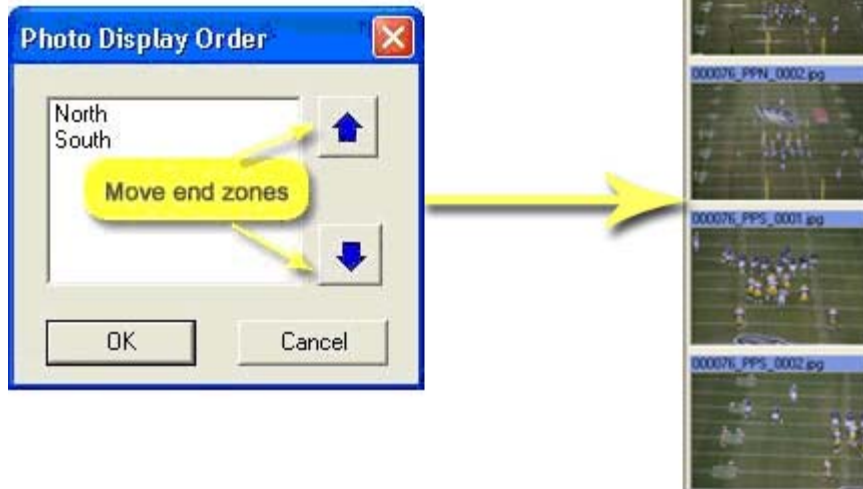 Photo Display Order
North
South
Move end zones
OK
Cancel
000076_PPN_0002.jpg
000076_PPS_0001.jpg
000076_PPS_0002.jpg